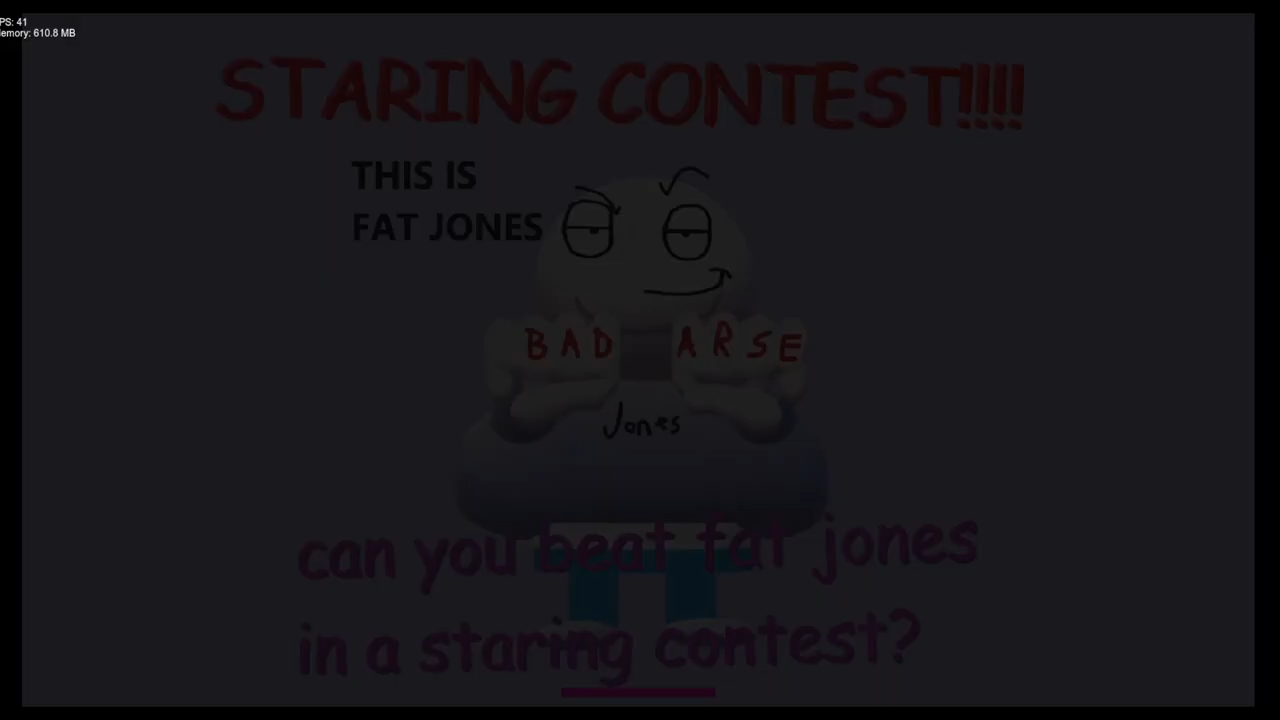 PS: 41
emory: 610.8 MB
STARING CONTEST!!!!
THIS IS
FAT JONES
BAD ARSE
Jones
can you beat fat jones
in a staring contest?